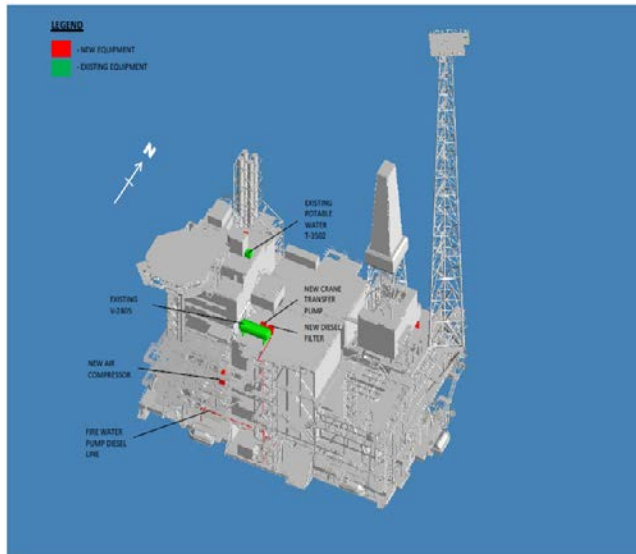 LEGEND
- NEW EQUIPMENT
- EXISTING EQUIPMENT
N
EXISTING
POTABLE
WATER
T-3502
NEW CRANE
TRANSFER
PUMP
EXISTING
V-2805
NEW DIESEL
FILTER
NEW AIR
COMPRESSOR
FIRE WATER
PUMP DIESEL
LINE